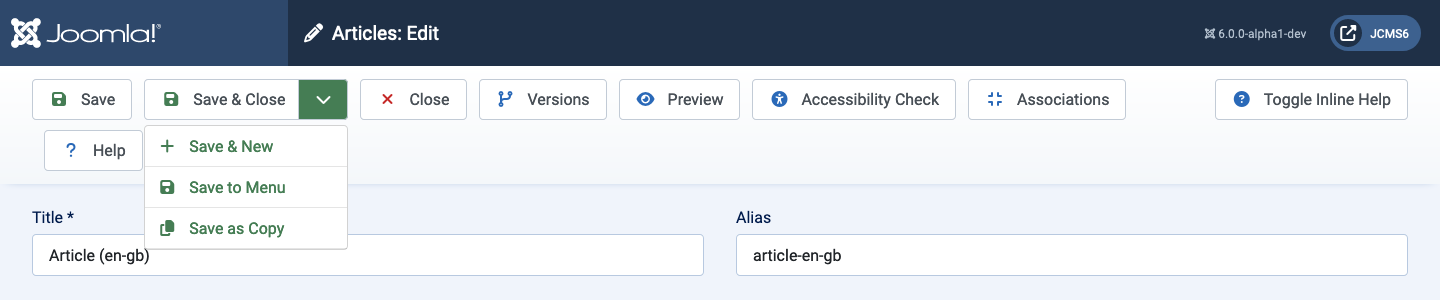 Joomla!® Articles: Edit 6.0.0-alpha1-dev JCMS6
Save Save & Close Close Versions Preview Accessibility Check Associations Toggle Inline Help
? Help
Save & New
Save to Menu
Save as Copy
Title * Alias
Article (en-gb) article-en-gb